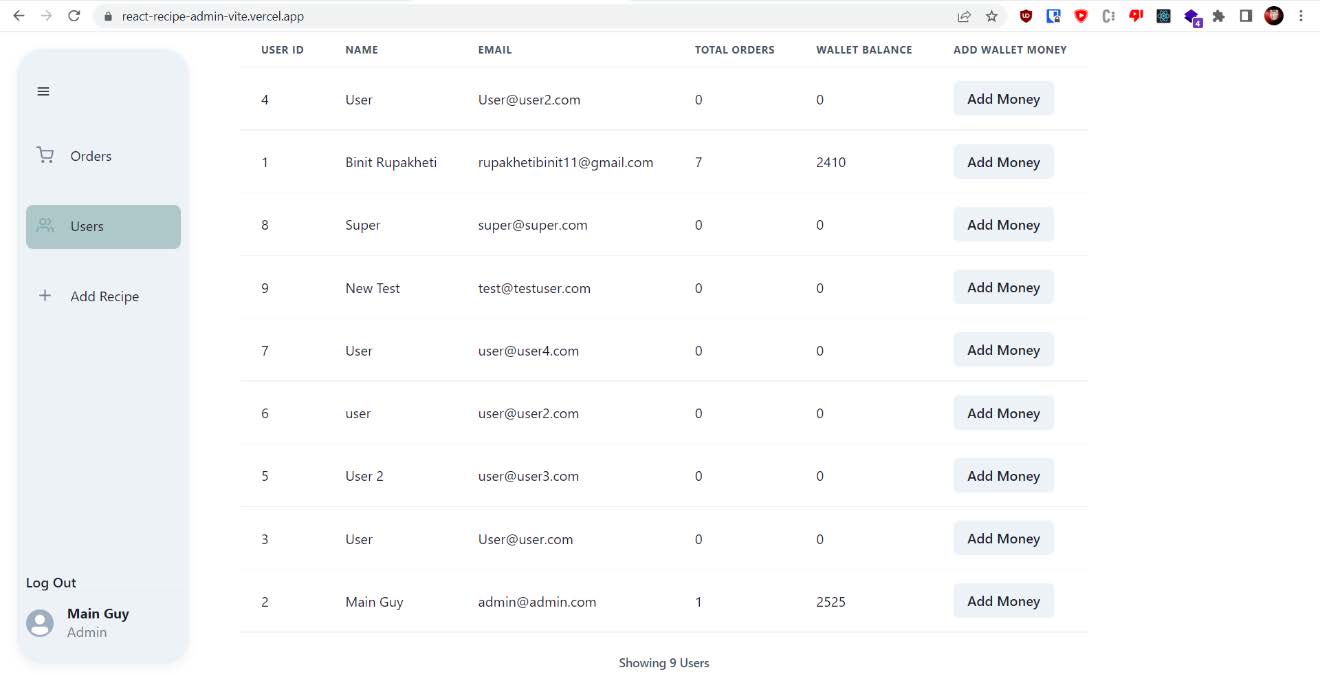 react-recipe-admin-vite.vercel.app
4
USER ID NAME EMAIL TOTAL ORDERS WALLET BALANCE ADD WALLET MONEY
4 User User@user2.com 0 0 Add Money
Orders
1 Binit Rupakheti rupakhetibinit11@gmail.com 7 2410 Add Money
Users
8 Super super@super.com 0 0 Add Money
Add Recipe
9 New Test test@testuser.com 0 0 Add Money
7 User user@user4.com 0 0 Add Money
6 user user@user2.com 0 0 Add Money
5 User 2 user@user3.com 0 0 Add Money
3 User User@user.com 0 0 Add Money
Log Out
2 Main Guy admin@admin.com 1 2525 Add Money
Main Guy
Admin
Showing 9 Users